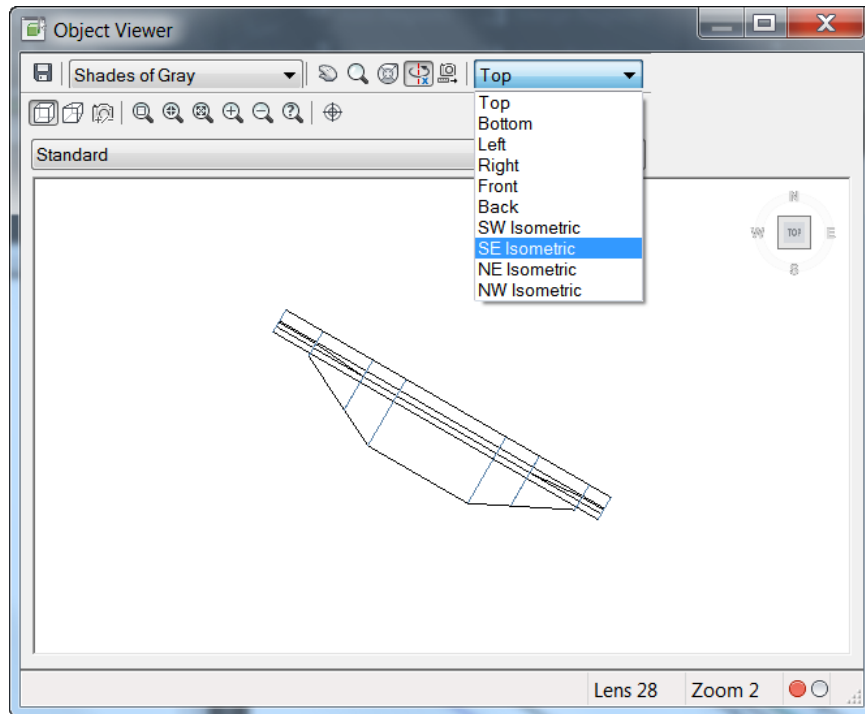 Object Viewer
Shades of Gray
Top
Top
Bottom
Left
Right
Front
Back
SW Isometric
SE Isometric
NE Isometric
NW Isometric
Standard
N
W TOP E
S
Lens 28 Zoom 2